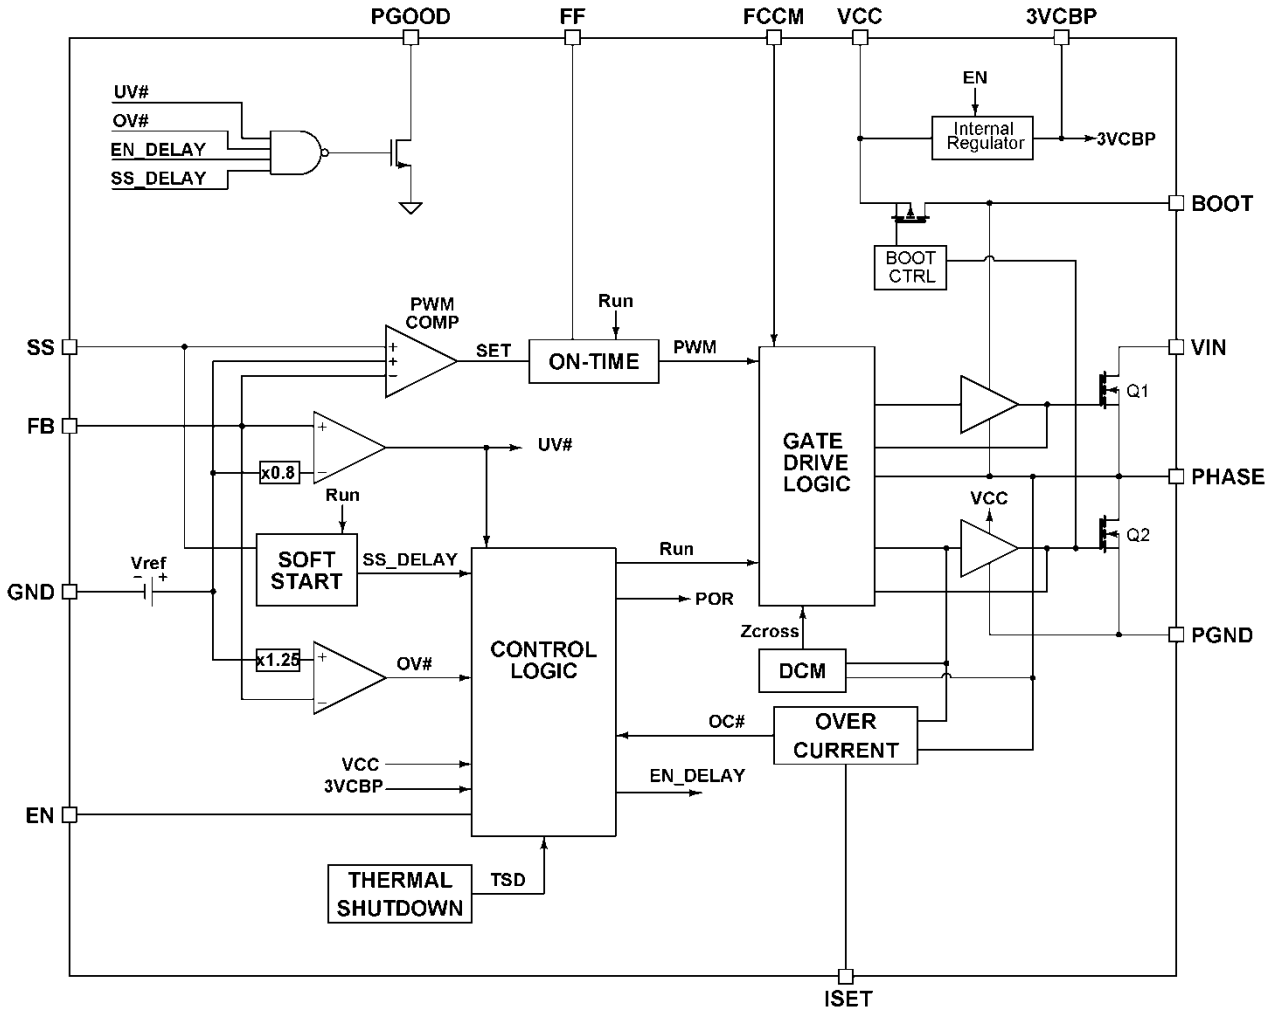 PGOOD
FF
FCCM
VCC
3VCBP
UV#
OV#
EN_DELAY
SS_DELAY
EN
Internal
Regulator
3VCBP
BOOT
BOOT
CTRL
PWM
COMP
Run
SS
+
+
−
SET
ON-TIME
PWM
VIN
Q1
FB
+
−
x0.8
UV#
GATE
DRIVE
LOGIC
PHASE
Run
VCC
Q2
SOFT
START
SS_DELAY
Run
Vref
− +
GND
POR
Zcross
PGND
CONTROL
LOGIC
x1.25
+
−
OV#
DCM
OC#
OVER
CURRENT
VCC
3VCBP
EN_DELAY
EN
THERMAL
SHUTDOWN
TSD
ISET